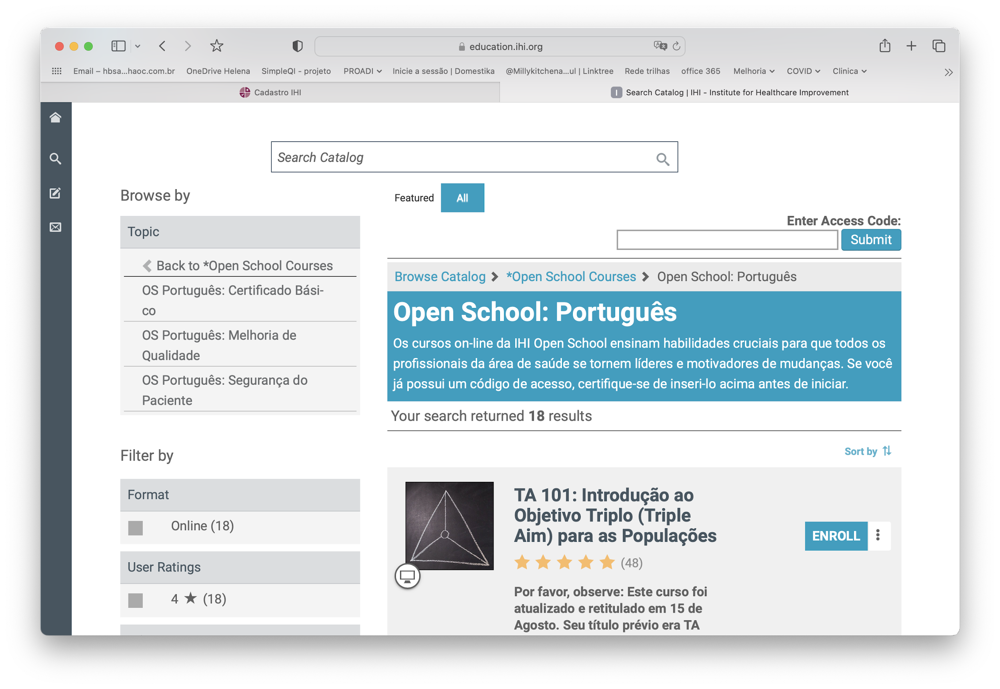 education.ihi.org
Email – hbsa...haoc.com.br OneDrive Helena SimpleQI - projeto PROADI Inicie a sessão | Domestika @Millykitchena...ul | Linktree Rede trilhas office 365 Melhoria COVID Clinica
Cadastro IHI
I Search Catalog | IHI - Institute for Healthcare Improvement
Search Catalog
Browse by
Topic
Back to *Open School Courses
OS Português: Certificado Bási-
co
OS Português: Melhoria de
Qualidade
OS Português: Segurança do
Paciente
Filter by
Format
Online (18)
User Ratings
4 ★ (18)
Featured All
Enter Access Code:
Submit
Browse Catalog > *Open School Courses > Open School: Português
Open School: Português
Os cursos on-line da IHI Open School ensinam habilidades cruciais para que todos os
profissionais da área de saúde se tornem líderes e motivadores de mudanças. Se você
já possui um código de acesso, certifique-se de inseri-lo acima antes de iniciar.
Your search returned 18 results
Sort by
TA 101: Introdução ao
Objetivo Triplo (Triple
Aim) para as Populações
(48)
ENROLL
Por favor, observe: Este curso foi
atualizado e retitulado em 15 de
Agosto. Seu título prévio era TA